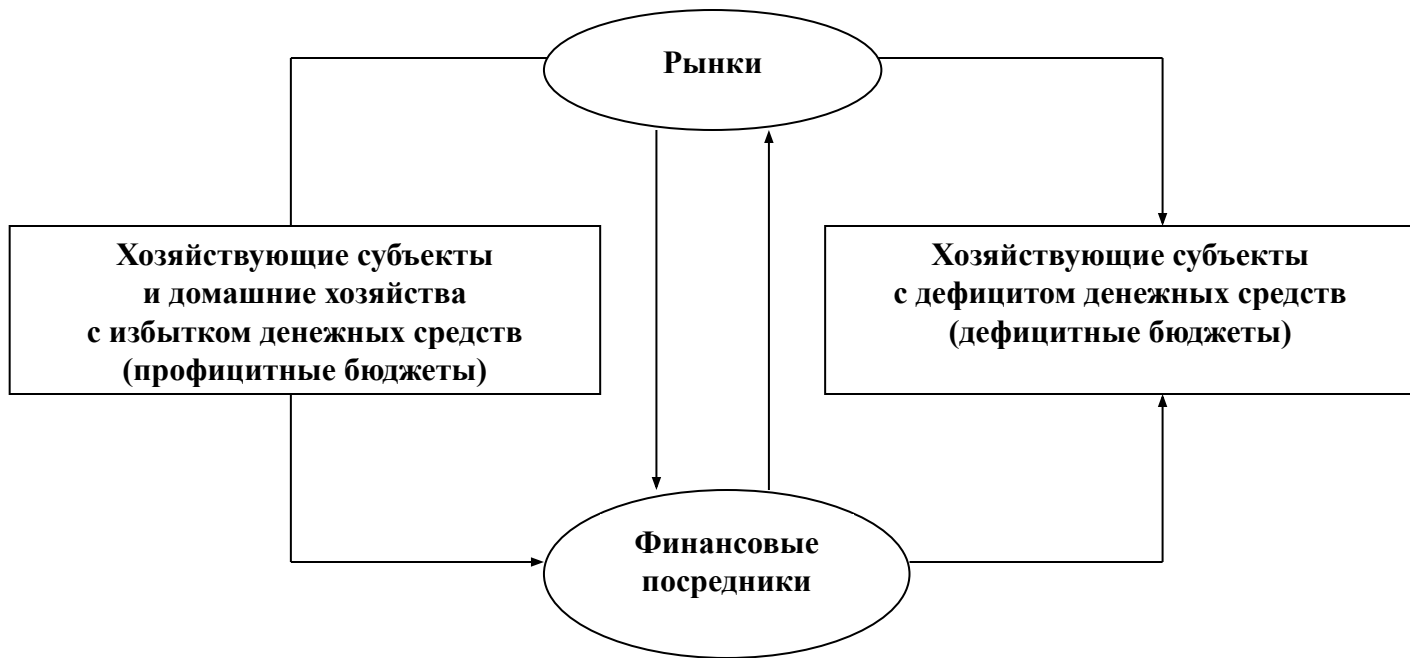 Рынки
Хозяйствующие субъекты
и домашние хозяйства
с избытком денежных средств
(профицитные бюджеты)
Хозяйствующие субъекты
с дефицитом денежных средств
(дефицитные бюджеты)
Финансовые
посредники